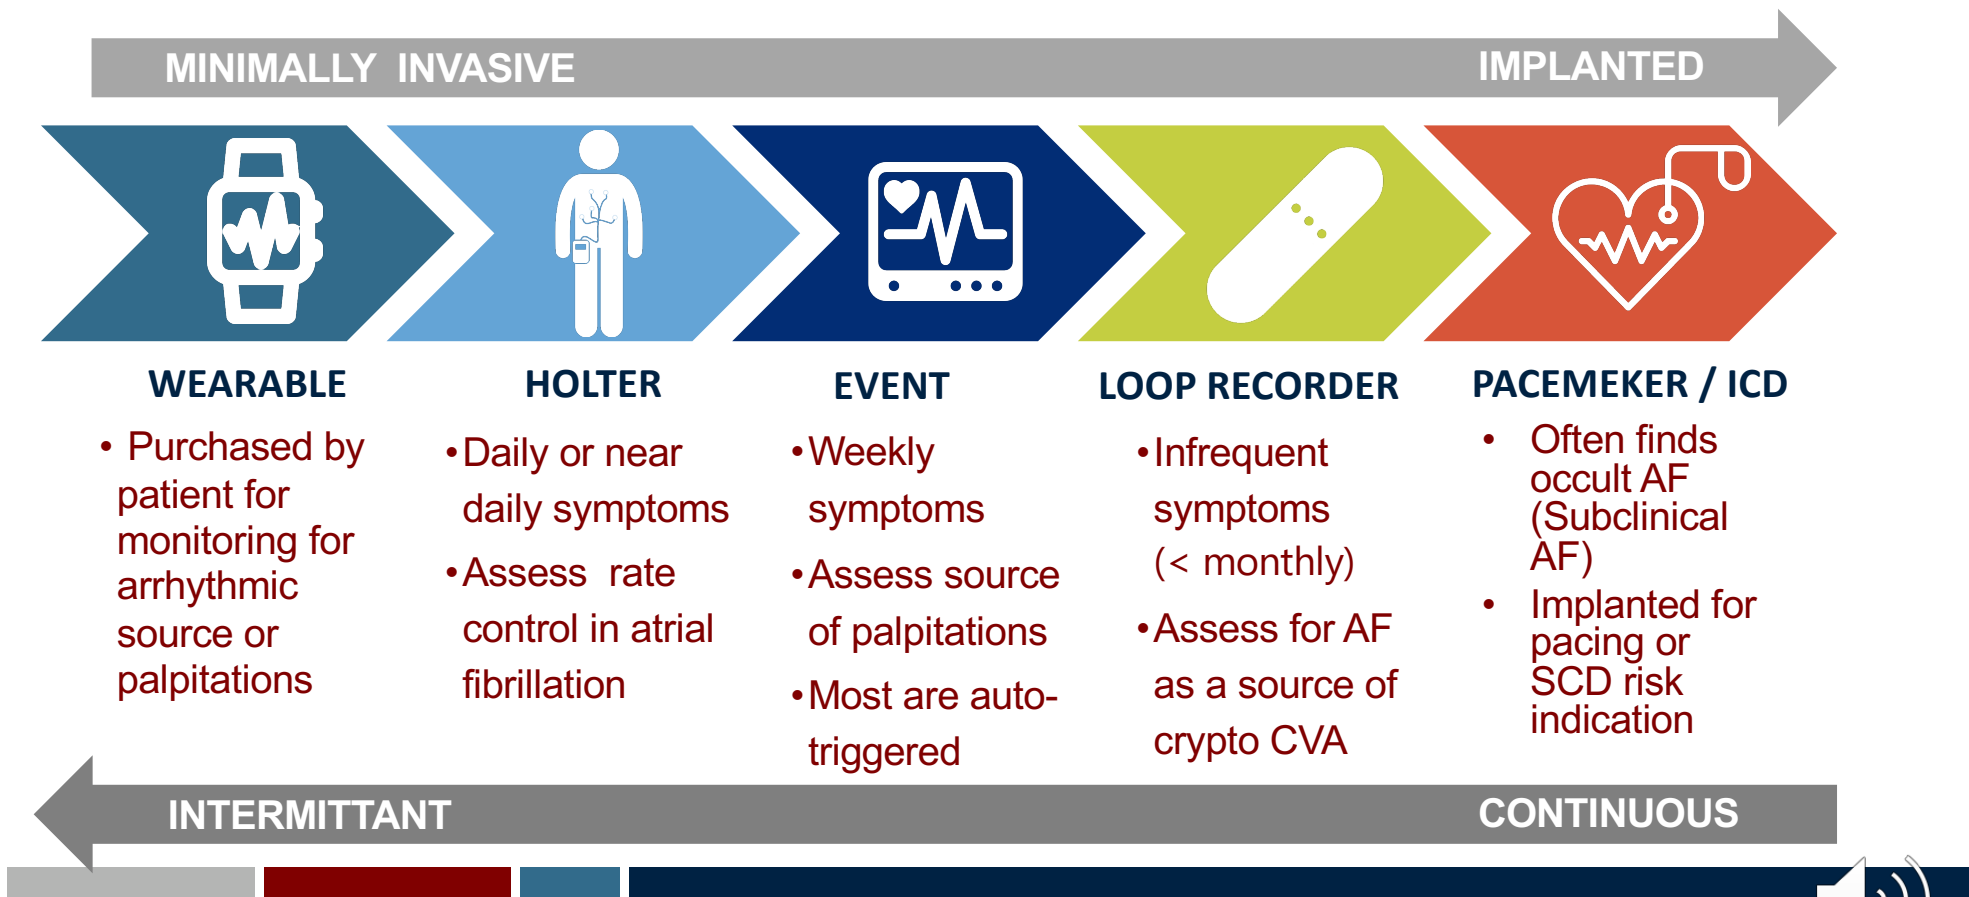 MINIMALLY INVASIVE
IMPLANTED
WEARABLE
• Purchased by
patient for
monitoring for
arrhythmic
source or
palpitations
HOLTER
•Daily or near
daily symptoms
•Assess rate
control in atrial
fibrillation
EVENT
•Weekly
symptoms
•Assess source
of palpitations
•Most are auto-
triggered
LOOP RECORDER
•Infrequent
symptoms
(< monthly)
•Assess for AF
as a source of
crypto CVA
PACEMEKER / ICD
• Often finds
occult AF
(Subclinical
AF)
• Implanted for
pacing or
SCD risk
indication
INTERMITTANT
CONTINUOUS